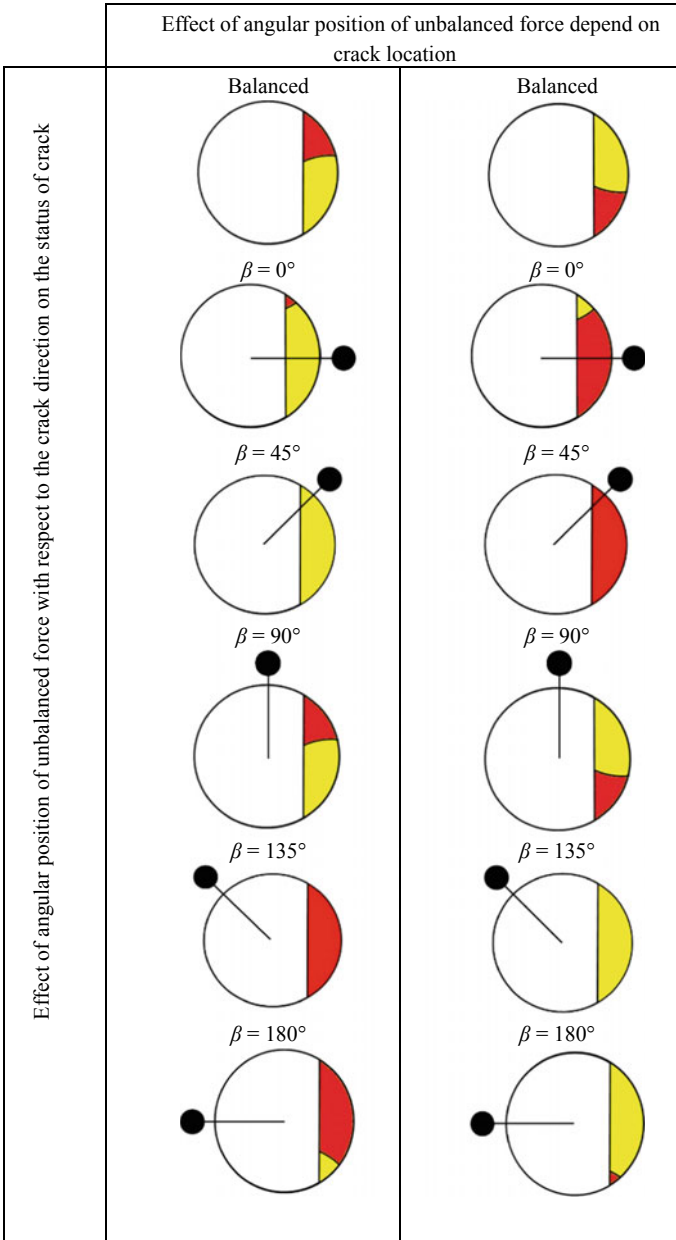 Effect of angular position of unbalanced force depend on
crack location
Effect of angular position of unbalanced force with respect to the crack direction on the status of crack
Balanced
Balanced
β = 0°
β = 0°
β = 45°
β = 45°
β = 90°
β = 90°
β = 135°
β = 135°
β = 180°
β = 180°